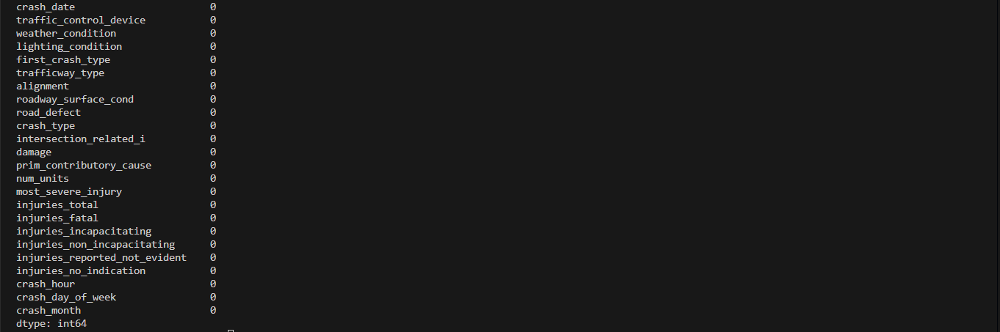 crash_date 0
traffic_control_device 0
weather_condition 0
lighting_condition 0
first_crash_type 0
trafficway_type 0
alignment 0
roadway_surface_cond 0
road_defect 0
crash_type 0
intersection_related_i 0
damage 0
prim_contributory_cause 0
num_units 0
most_severe_injury 0
injuries_total 0
injuries_fatal 0
injuries_incapacitating 0
injuries_non_incapacitating 0
injuries_reported_not_evident 0
injuries_no_indication 0
crash_hour 0
crash_day_of_week 0
crash_month 0
dtype: int64